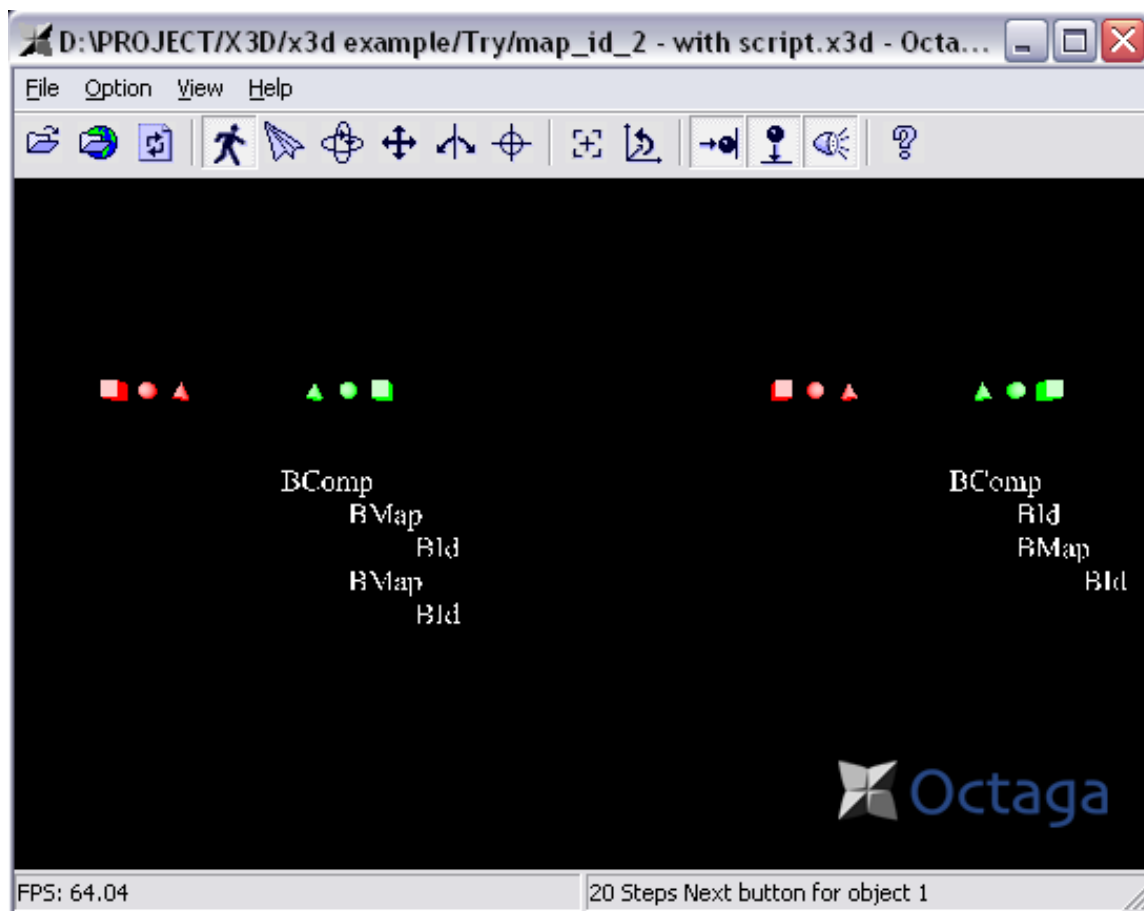 D:\PROJECT/X3D/x3d example/Try/map_id_2 - with script.x3d - Octa...
File Option View Help
BComp
BMap
BId
BMap
BId
BComp
BId
BMap
BId
Octaga
FPS: 64.04
20 Steps Next button for object 1